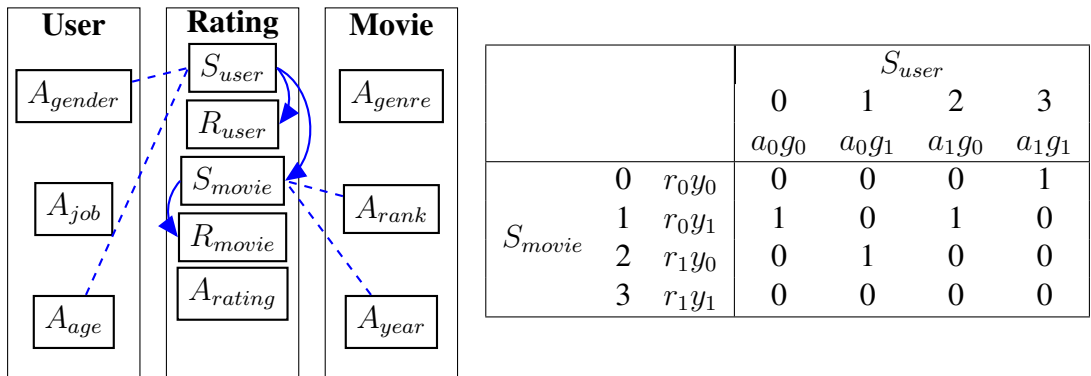 User Rating Movie
A_gender S_user A_genre
R_user
A_job S_movie A_rank
R_movie
A_rating
A_age A_year
S_user
0 1 2 3
a_0g_0 a_0g_1 a_1g_0 a_1g_1
S_movie
0 r_0y_0 0 0 0 1
1 r_0y_1 1 0 1 0
2 r_1y_0 0 1 0 0
3 r_1y_1 0 0 0 0